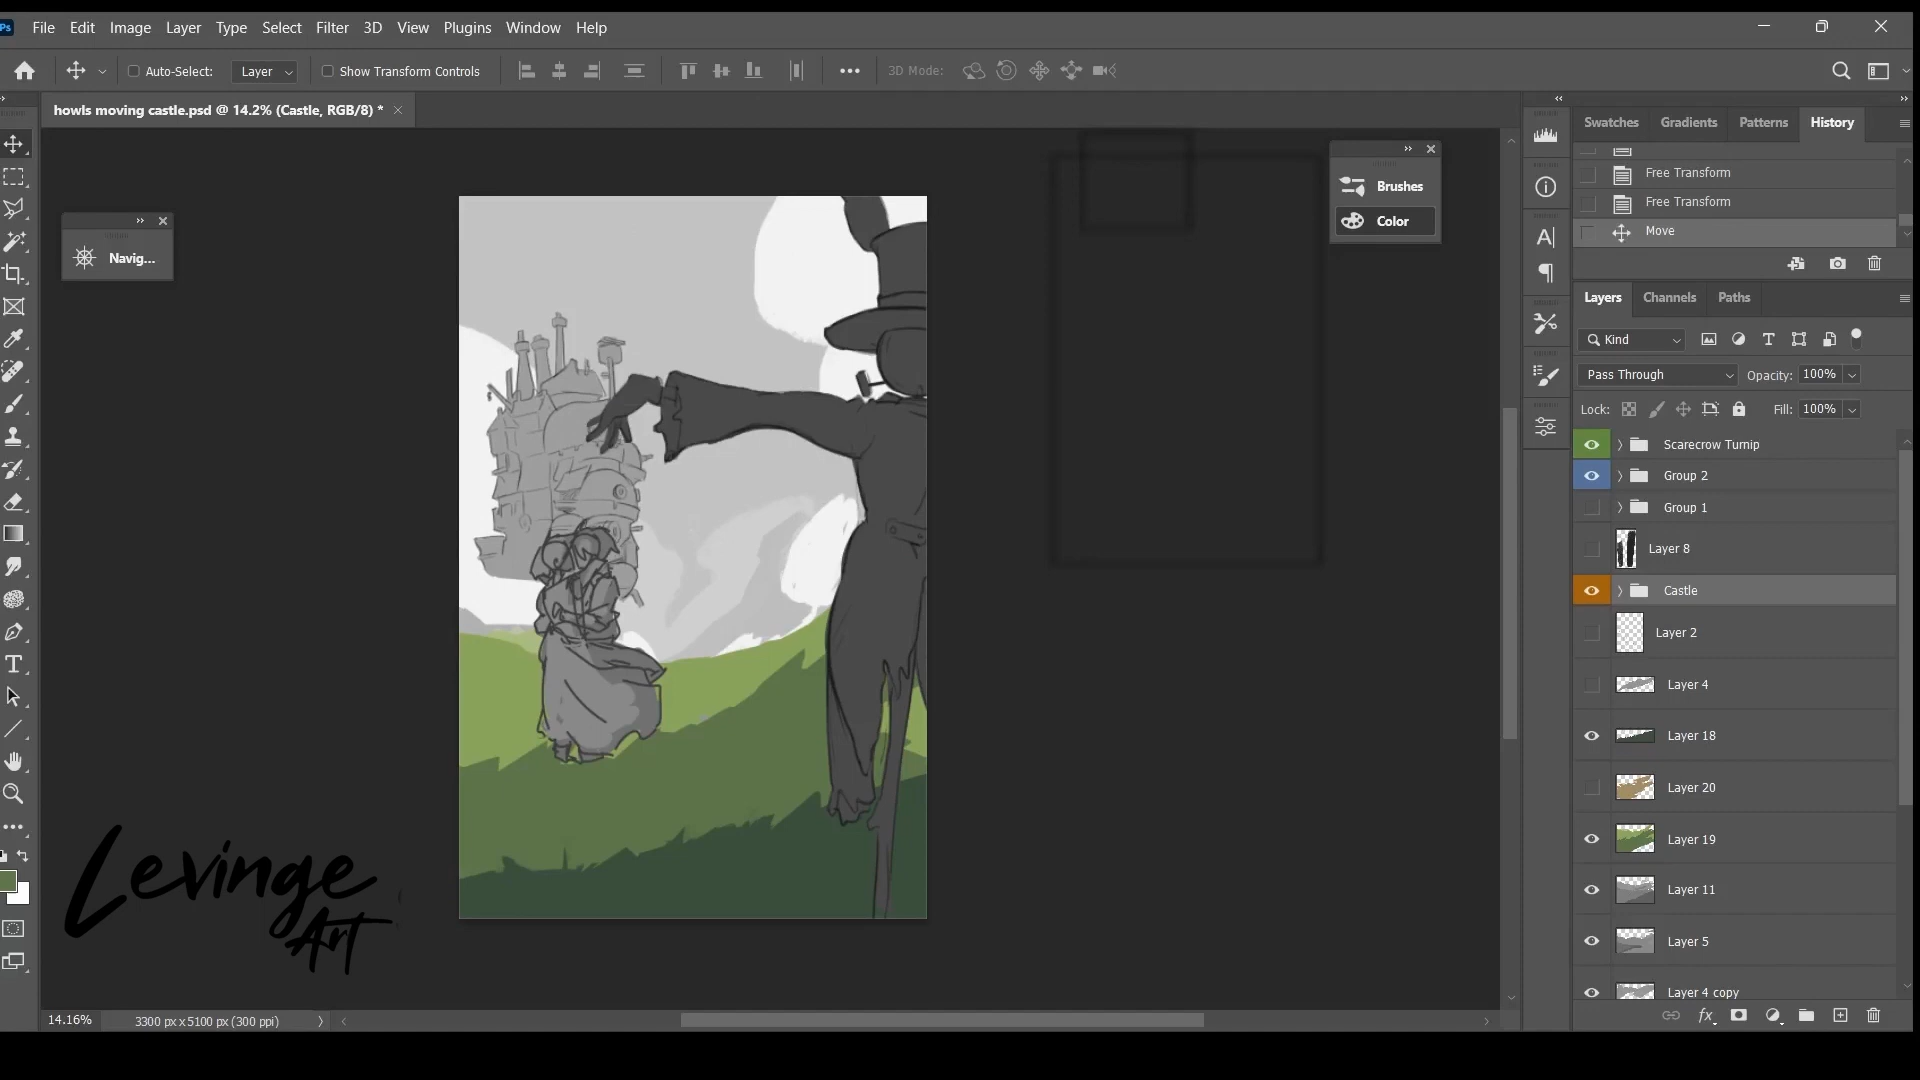 Ps File Edit Image Layer Type Select Filter 3D View Plugins Window Help
Auto-Select: Layer Show Transform Controls 3D Mode:
howls moving castle.psd @ 14.2% (Castle, RGB/8) *
Navig...
Brushes
Color
Swatches Gradients Patterns History
Free Transform
Free Transform
Move
Layers Channels Paths
Kind
Pass Through Opacity: 100%
Lock: Fill: 100%
Scarecrow Turnip
Group 2
Group 1
Layer 8
Castle
Layer 2
Layer 4
Layer 18
Layer 20
Layer 19
Layer 11
Layer 5
Layer 4 copy
Levinge
Art
14.16% 3300 px x 5100 px (300 ppi)